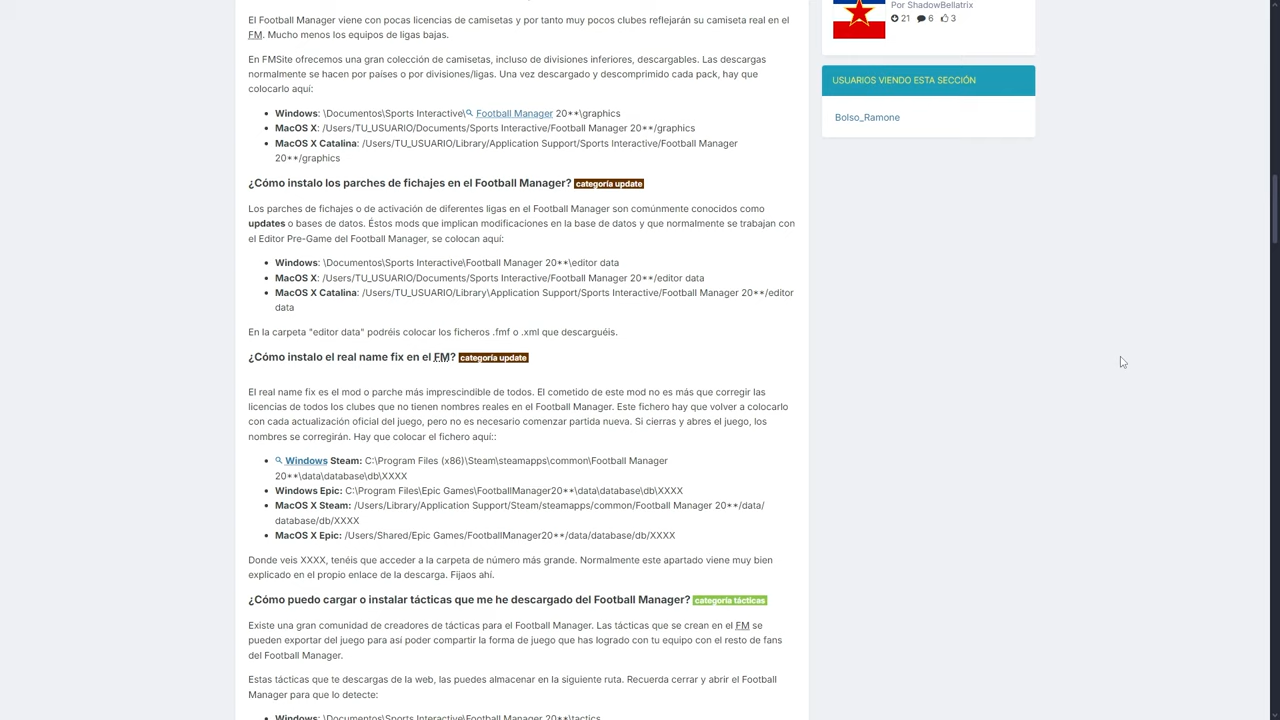 El Football Manager viene con pocas licencias de camisetas y por tanto muy pocos clubes reflejarán su camiseta real en el
FM. Mucho menos los equipos de ligas bajas.
En FMSite ofrecemos una gran colección de camisetas, incluso de divisiones inferiores, descargables. Las descargas
normalmente se hacen por países o por divisiones/ligas. Una vez descargado y descomprimido cada pack, hay que
colocarlo aquí:
Windows: \Documentos\Sports Interactive\ Football Manager 20**\graphics
MacOS X: /Users/TU_USUARIO/Documents/Sports Interactive/Football Manager 20**/graphics
MacOS X Catalina: /Users/TU_USUARIO/Library/Application Support/Sports Interactive/Football Manager
20**/graphics
¿Cómo instalo los parches de fichajes en el Football Manager? categoría update
Los parches de fichajes o de activación de diferentes ligas en el Football Manager son comúnmente conocidos como
updates o bases de datos. Éstos mods que implican modificaciones en la base de datos y que normalmente se trabajan con
el Editor Pre-Game del Football Manager, se colocan aquí:
Windows: \Documentos\Sports Interactive\Football Manager 20**\editor data
MacOS X: /Users/TU_USUARIO/Documents/Sports Interactive/Football Manager 20**/editor data
MacOS X Catalina: /Users/TU_USUARIO/Library\Application Support/Sports Interactive/Football Manager 20**/editor
data
En la carpeta "editor data" podréis colocar los ficheros .fmf o .xml que descarguéis.
¿Cómo instalo el real name fix en el FM? categoría update
El real name fix es el mod o parche más imprescindible de todos. El cometido de este mod no es más que corregir las
licencias de todos los clubes que no tienen nombres reales en el Football Manager. Este fichero hay que volver a colocarlo
con cada actualización oficial del juego, pero no es necesario comenzar partida nueva. Si cierras y abres el juego, los
nombres se corregirán. Hay que colocar el fichero aquí::
Windows Steam: C:\Program Files (x86)\Steam\steamapps\common\Football Manager
20**\data\database\db\XXXX
Windows Epic: C:\Program Files\Epic Games\FootballManager20**\data\database\db\XXXX
MacOS X Steam: /Users/Library/Application Support/Steam/steamapps/common/Football Manager 20**/data/
database/db/XXXX
MacOS X Epic: /Users/Shared/Epic Games/FootballManager20**/data/database/db/XXXX
Donde veis XXXX, tenéis que acceder a la carpeta de número más grande. Normalmente este apartado viene muy bien
explicado en el propio enlace de la descarga. Fijaos ahí.
¿Cómo puedo cargar o instalar tácticas que me he descargado del Football Manager? categoría tácticas
Existe una gran comunidad de creadores de tácticas para el Football Manager. Las tácticas que se crean en el FM se
pueden exportar del juego para así poder compartir la forma de juego que has logrado con tu equipo con el resto de fans
del Football Manager.
Estas tácticas que te descargas de la web, las puedes almacenar en la siguiente ruta. Recuerda cerrar y abrir el Football
Manager para que lo detecte:
Windows: \Documentos\Sports Interactive\Football Manager 20**\tactics
Por ShadowBellatrix
21 6 3
USUARIOS VIENDO ESTA SECCIÓN
Bolso_Ramone